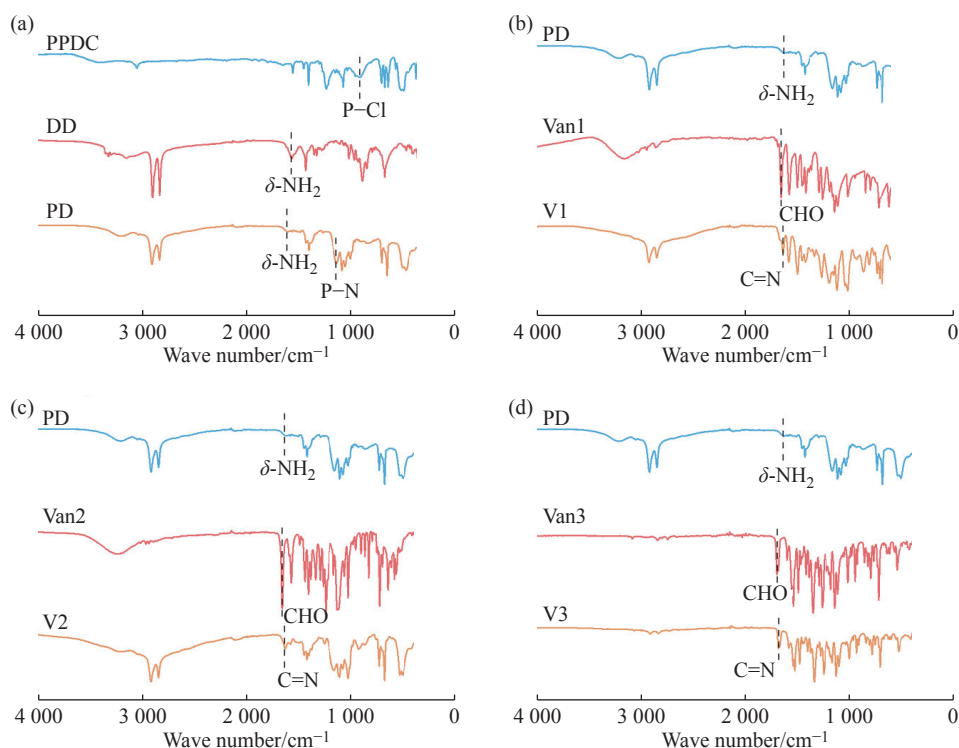 (a)
PPDC
P−Cl
DD
δ-NH₂
PD
δ-NH₂
P−N
4 000 3 000 2 000 1 000 0
Wave number/cm⁻¹
(b)
PD
δ-NH₂
Van1
CHO
V1
C=N
4 000 3 000 2 000 1 000 0
Wave number/cm⁻¹
(c)
PD
δ-NH₂
Van2
CHO
V2
C=N
4 000 3 000 2 000 1 000 0
Wave number/cm⁻¹
(d)
PD
δ-NH₂
Van3
CHO
V3
C=N
4 000 3 000 2 000 1 000 0
Wave number/cm⁻¹